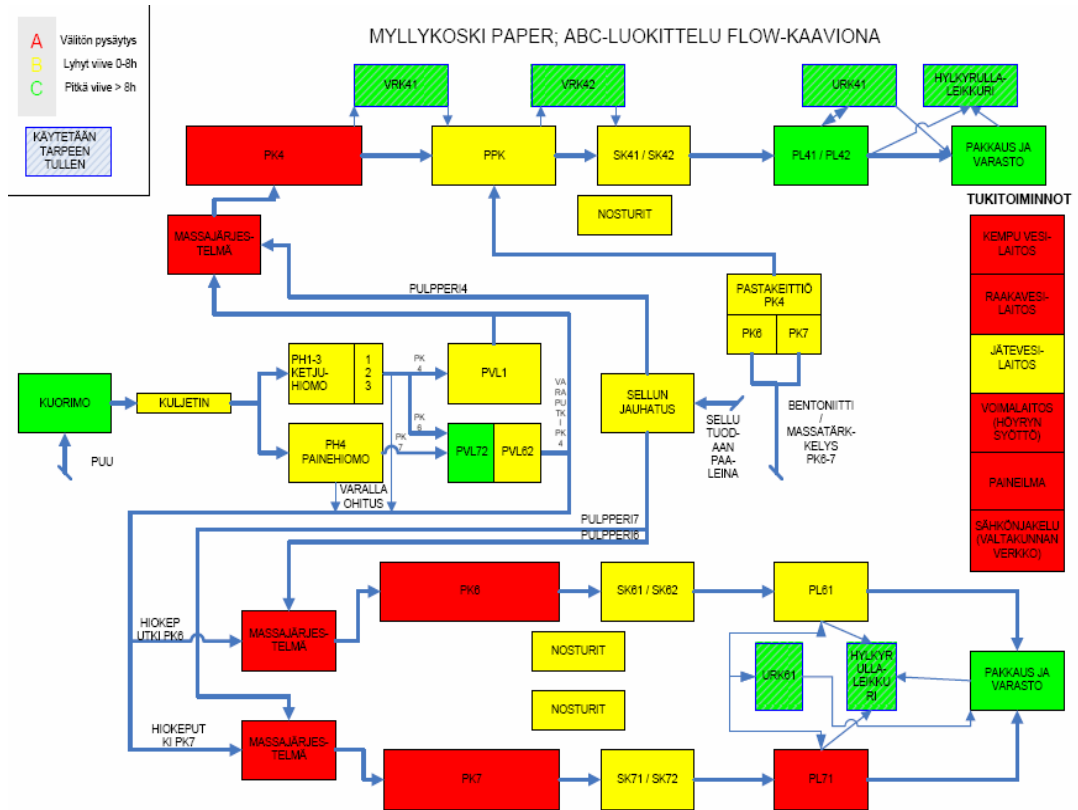 MYLLYKOSKI PAPER; ABC-LUOKITTELU FLOW-KAAVIONA
A Välitön pysäytys
B Lyhyt viive 0-8h
C Pitkä viive > 8h
KÄYTETÄÄN
TARPEEN
TULLEN
VRK41
VRK42
URK41
HYLKYRULLA-
LEIKKURI
PK4
PPK
SK41 / SK42
PL41 / PL42
PAKKAUS JA
VARASTO
NOSTURIT
TUKITOIMINNOT
KEMPU VESI-
LAITOS
RAAKAVESI-
LAITOS
JÄTEVESI-
LAITOS
VOIMALAITOS
(HÖYRYN
SYÖTTÖ)
PAINEILMA
SÄHKÖNJAKELU
(VALTAKUNNAN
VERKKO)
MASSAJÄRJES-
TELMÄ
PULPPERI4
PASTAKEITTIÖ
PK4
PK6
PK7
KUORIMO
PUU
KULJETIN
PH1-3
KETJU-
HIOMO
1
2
3
PH4
PAINEHIOMO
PK
4
PK
6
PK
7
PVL1
PVL72
PVL62
VA
RA
PU
TK
I PK
4
VARALLA
OHITUS
SELLUN
JAUHATUS
SELLU
TUOD-
AAN
PAA-
LEINA
BENTONIITTI
/
MASSATÄRK-
KELYS
PK6-7
PULPPERI7
PULPPERI6
HIOKEP
UTKI PK6
MASSAJÄRJES-
TELMÄ
PK6
SK61 / SK62
PL61
NOSTURIT
URK61
HYLKYR
ULLA-
LEIKKU
RI
PAKKAUS JA
VARASTO
NOSTURIT
HIOKEPUT
KI PK7
MASSAJÄRJES-
TELMÄ
PK7
SK71 / SK72
PL71